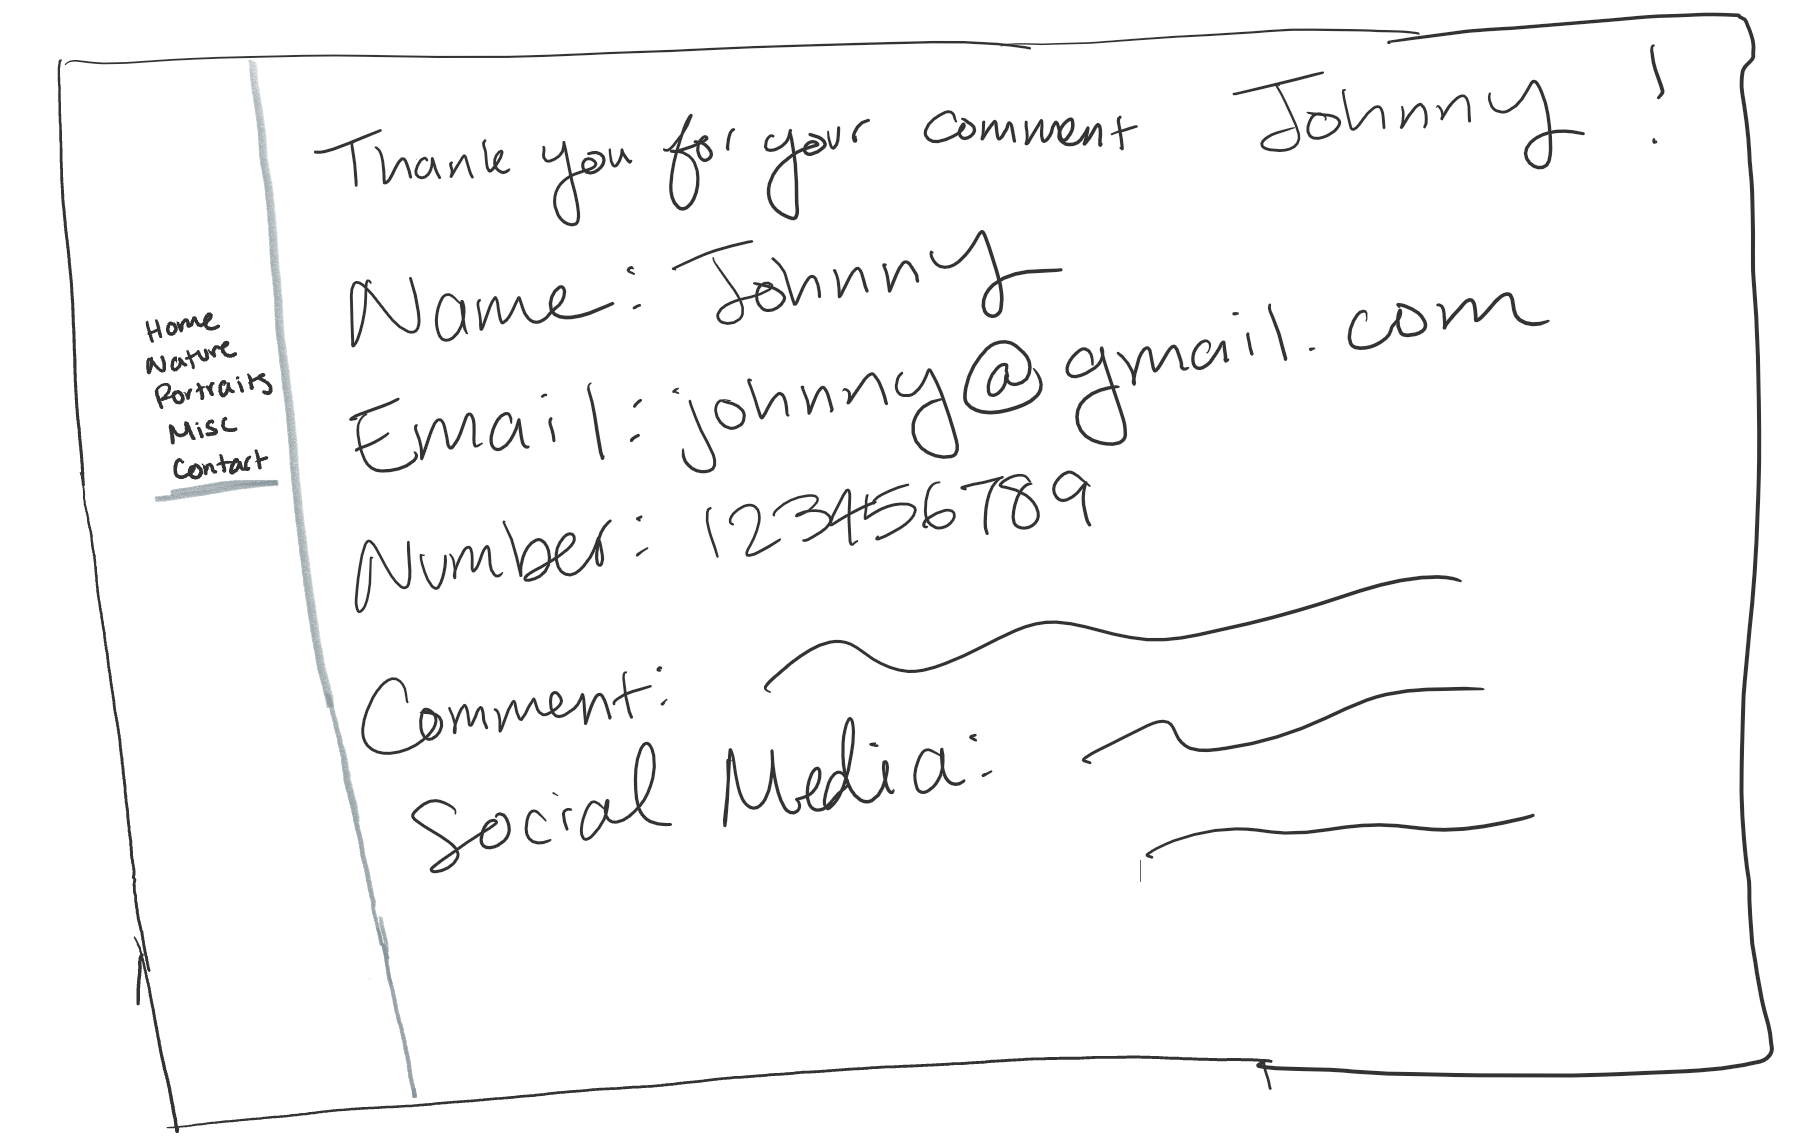 Thank you for your comment Johnny !
Name: Johnny
Email: johnny@gmail.com
Number: 123456789
Comment:
Social Media:
Home
Nature
Portraits
Misc
Contact